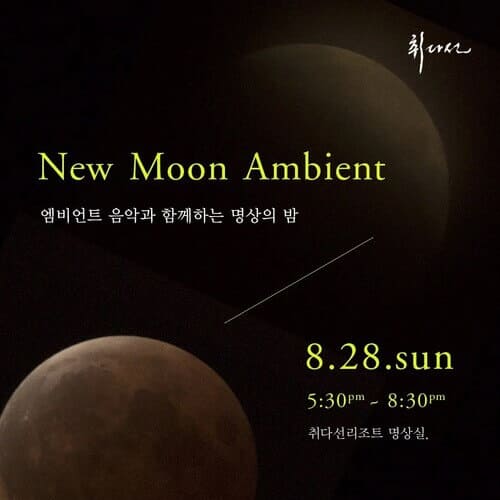 취다선
New Moon Ambient
엠비언트 음악과 함께하는 명상의 밤
8.28.sun
5:30pm ~ 8:30pm
취다선리조트 명상실.